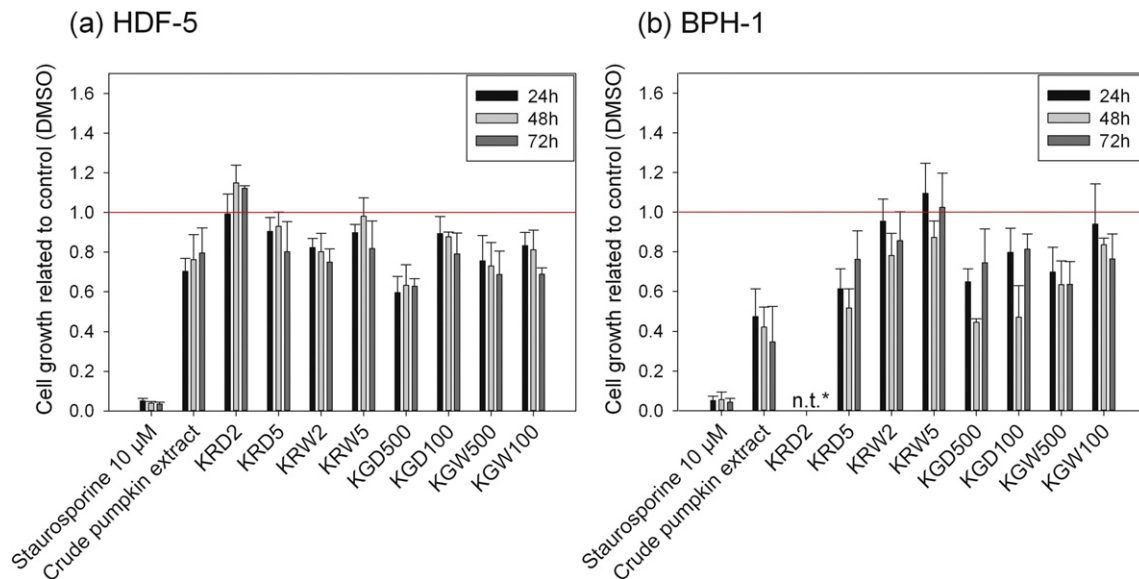 (a) HDF-5
Cell growth related to control (DMSO)
1.6
1.4
1.2
1.0
0.8
0.6
0.4
0.2
0.0
24h
48h
72h
Staurosporine 10 µM
Crude pumpkin extract
KRD2
KRD5
KRW2
KRW5
KGD500
KGD100
KGW500
KGW100
(b) BPH-1
Cell growth related to control (DMSO)
1.6
1.4
1.2
1.0
0.8
0.6
0.4
0.2
0.0
24h
48h
72h
n.t.*
Staurosporine 10 µM
Crude pumpkin extract
KRD2
KRD5
KRW2
KRW5
KGD500
KGD100
KGW500
KGW100